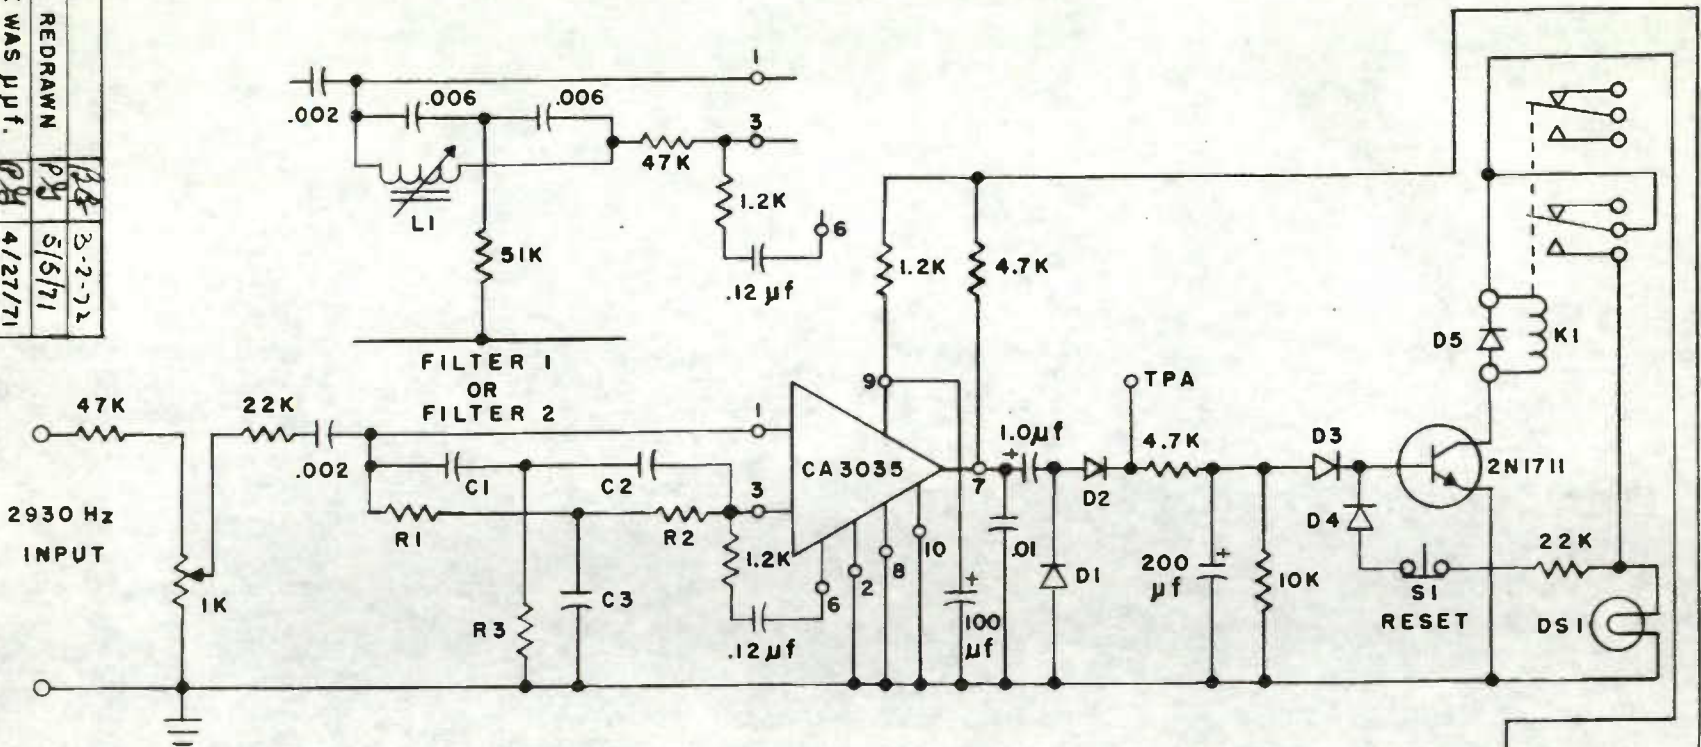 REDRAWN
WAS µµf.
3-2-72
5/5/71
4/27/71
.002
.006
.006
1
3
47K
1.2K
6
L1
51K
.12 µf
FILTER 1
OR
FILTER 2
1.2K
4.7K
D5
K1
47K
22K
9
TPA
.002
1
1.0µf
+
4.7K
D3
2N1711
CA3035
C1
C2
7
D2
3
2930 Hz
INPUT
R1
R2
D4
22K
10
.01
1.2K
8
D1
200
µf
+
10K
2
+
1K
C3
6
S1
RESET
R3
100
µf
DS1
.12µf